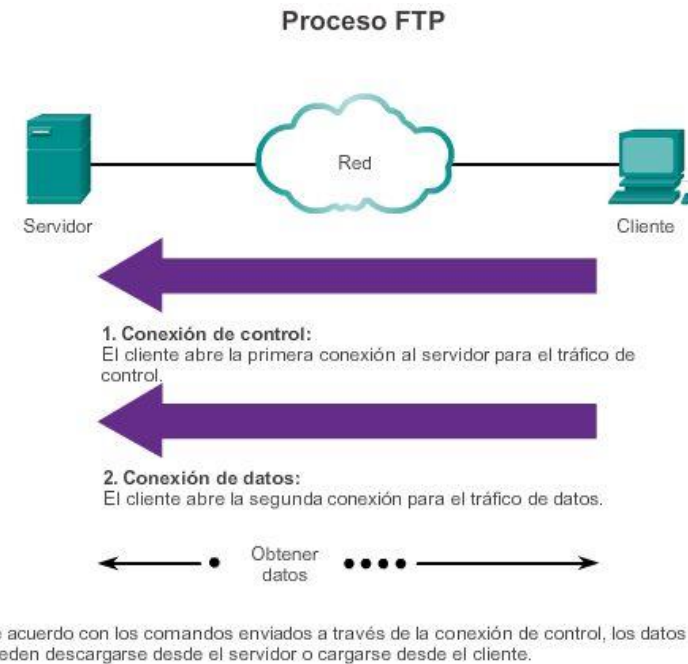 Proceso FTP
Red
Servidor
Cliente
1. Conexión de control:
El cliente abre la primera conexión al servidor para el tráfico de
control.
2. Conexión de datos:
El cliente abre la segunda conexión para el tráfico de datos.
Obtener
datos
e acuerdo con los comandos enviados a través de la conexión de control, los datos
eden descargarse desde el servidor o cargarse desde el cliente.